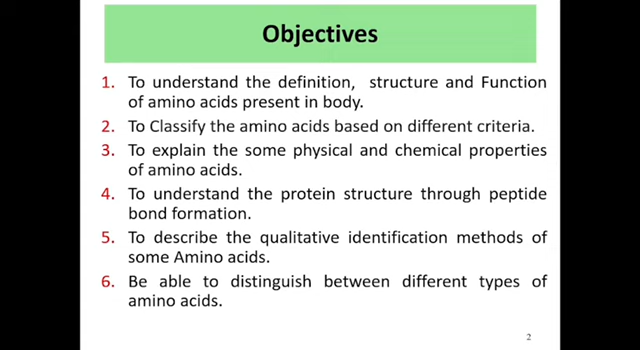 Objectives
1. To understand the definition, structure and Function
of amino acids present in body.
2. To Classify the amino acids based on different criteria.
3. To explain the some physical and chemical properties
of amino acids.
4. To understand the protein structure through peptide
bond formation.
5. To describe the qualitative identification methods of
some Amino acids.
6. Be able to distinguish between different types of
amino acids.
2